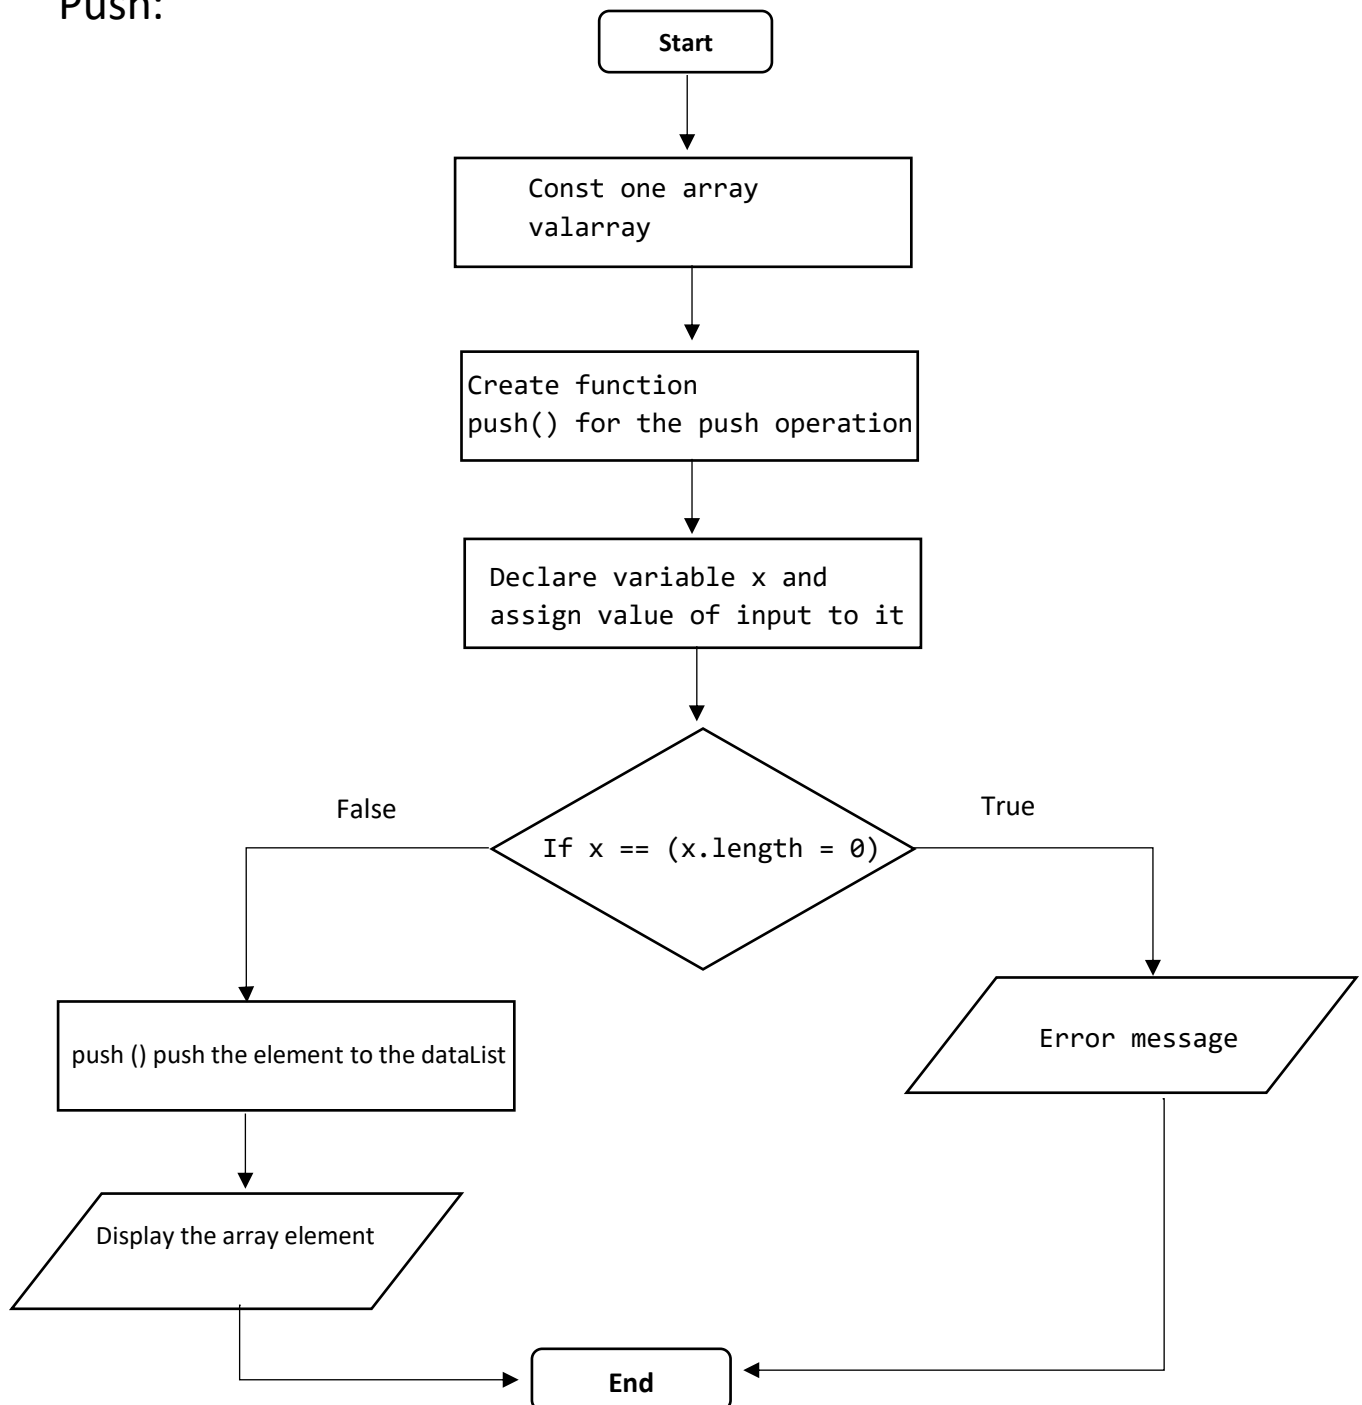 Push:
Start
Const one array
valarray
Create function
push() for the push operation
Declare variable x and
assign value of input to it
False
True
If x == (x.length = 0)
push () push the element to the dataList
Error message
Display the array element
End